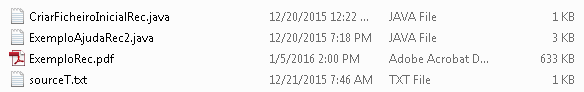 CriarFicheiroInicialRec.java 12/20/2015 12:22 ... JAVA File 1 KB
ExemploAjudaRec2.java 12/20/2015 7:18 PM JAVA File 3 KB
ExemploRec.pdf 1/5/2016 2:00 PM Adobe Acrobat D... 633 KB
sourceT.txt 12/21/2015 7:46 AM TXT File 1 KB